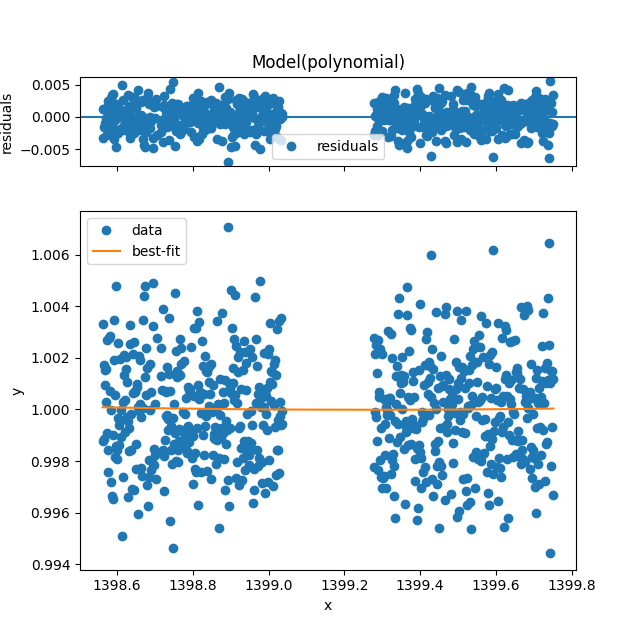 Model(polynomial)
residuals
0.005
0.000
−0.005
residuals
data
best-fit
y
1.006
1.004
1.002
1.000
0.998
0.996
0.994
1398.6 1398.8 1399.0 1399.2 1399.4 1399.6 1399.8
x